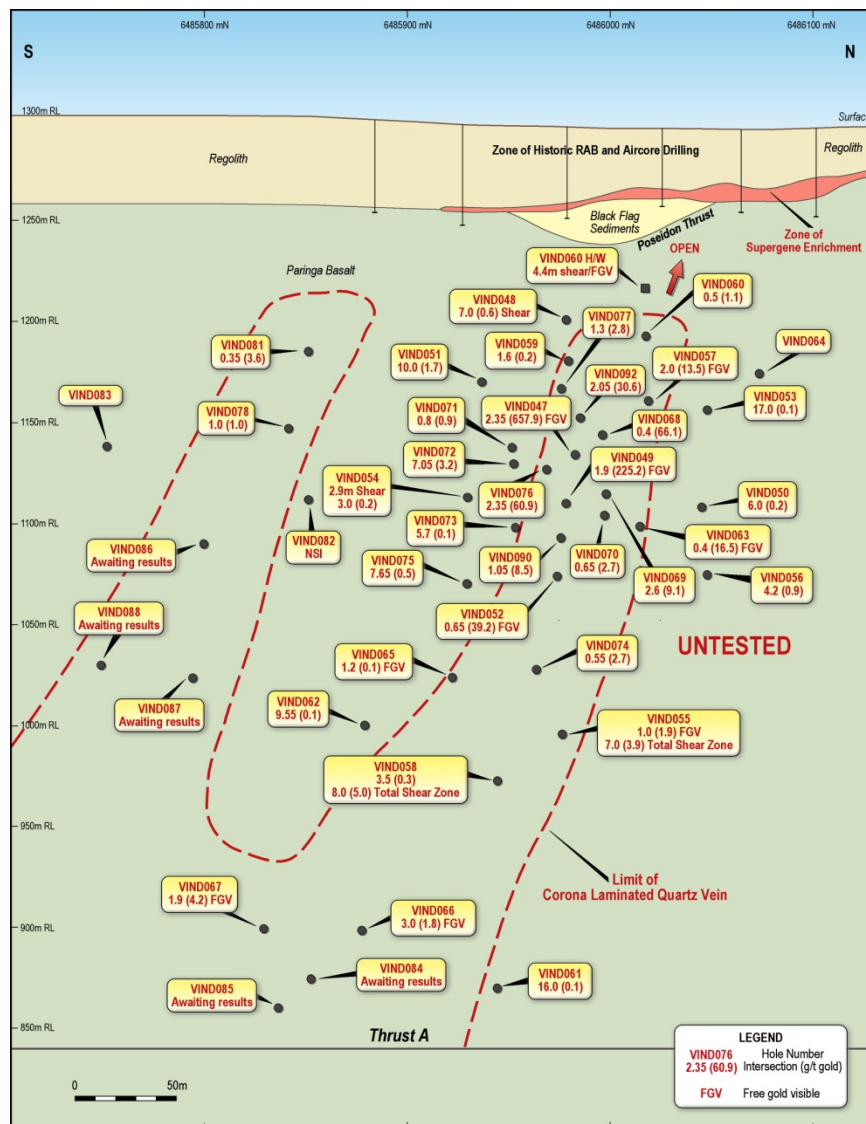 6485800 mN
6485900 mN
6486000 mN
6486100 mN
S
N
1300m RL
Surfac
Regolith
Zone of Historic RAB and Aircore Drilling
Regolith
1250m RL
Black Flag
Sediments
Poseidon Thrust
Zone of
Supergene Enrichment
OPEN
Paringa Basalt
VIND060 H/W
4.4m shear/FGV
VIND060
0.5 (1.1)
VIND048
7.0 (0.6) Shear
VIND077
1.3 (2.8)
1200m RL
VIND081
0.35 (3.6)
VIND059
1.6 (0.2)
VIND051
10.0 (1.7)
VIND092
2.05 (30.6)
VIND057
2.0 (13.5) FGV
VIND064
VIND083
VIND078
1.0 (1.0)
VIND071
0.8 (0.9)
VIND047
2.35 (657.9) FGV
VIND068
0.4 (66.1)
VIND053
17.0 (0.1)
1150m RL
VIND072
7.05 (3.2)
VIND049
1.9 (225.2) FGV
VIND054
2.9m Shear
3.0 (0.2)
VIND076
2.35 (60.9)
VIND050
6.0 (0.2)
1100m RL
VIND082
NSI
VIND073
5.7 (0.1)
VIND063
0.4 (16.5) FGV
VIND086
Awaiting results
VIND075
7.65 (0.5)
VIND090
1.05 (8.5)
VIND070
0.65 (2.7)
VIND069
2.6 (9.1)
VIND056
4.2 (0.9)
1050m RL
VIND088
Awaiting results
VIND052
0.65 (39.2) FGV
VIND065
1.2 (0.1) FGV
VIND074
0.55 (2.7)
UNTESTED
VIND087
Awaiting results
VIND062
9.55 (0.1)
1000m RL
VIND055
1.0 (1.9) FGV
7.0 (3.9) Total Shear Zone
VIND058
3.5 (0.3)
8.0 (5.0) Total Shear Zone
950m RL
Limit of
Corona Laminated Quartz Vein
VIND067
1.9 (4.2) FGV
VIND066
3.0 (1.8) FGV
900m RL
VIND085
Awaiting results
VIND084
Awaiting results
VIND061
16.0 (0.1)
850m RL
Thrust A
0
50m
LEGEND
VIND076 Hole Number
2.35 (60.9) Intersection (g/t gold)
FGV Free gold visible